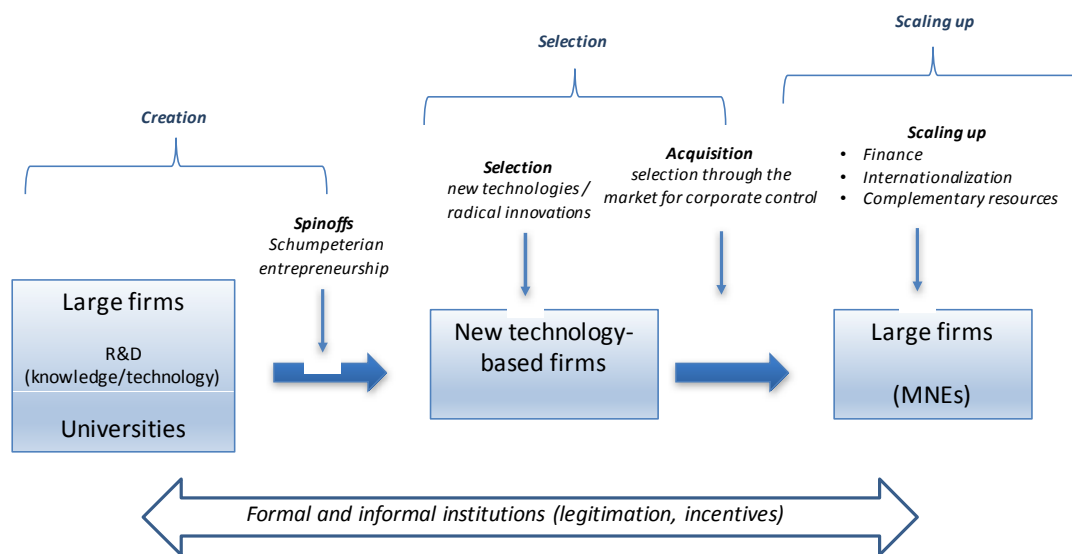 Creation
Selection
Scaling up
Spinoffs
Schumpeterian
entrepreneurship
Selection
new technologies /
radical innovations
Acquisition
selection through the
market for corporate control
Scaling up
• Finance
• Internationalization
• Complementary resources
Large firms
R&D
(knowledge/technology)
Universities
New technology-
based firms
Large firms
(MNEs)
Formal and informal institutions (legitimation, incentives)